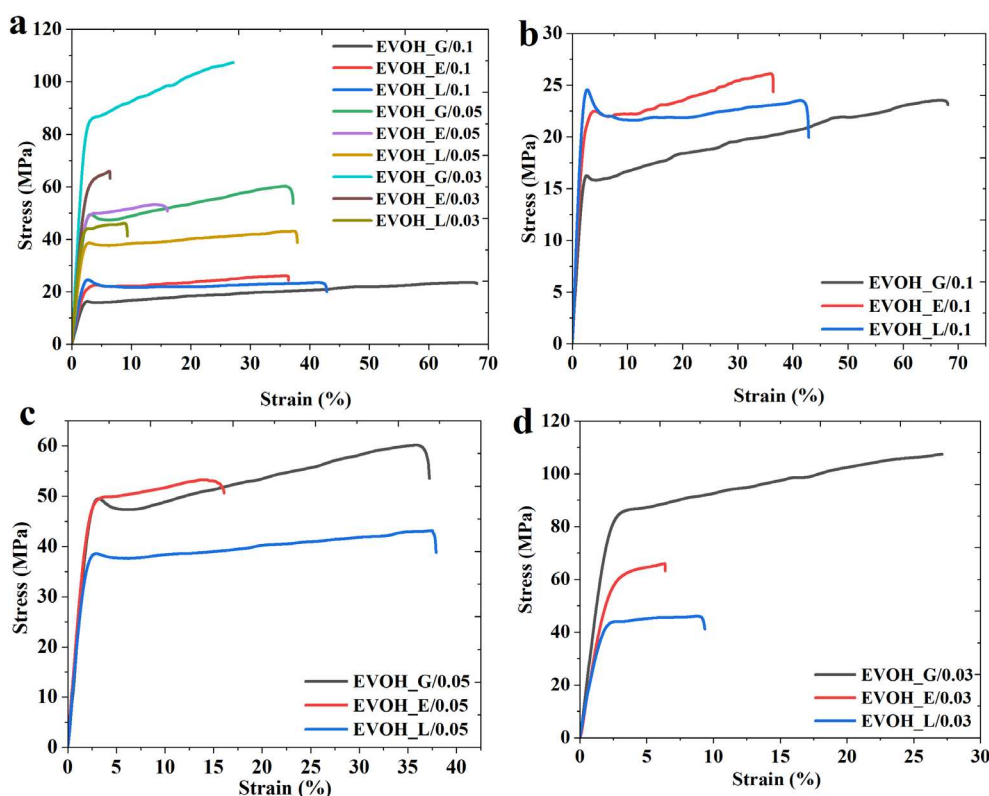 a
120
100
80
60
40
20
0
Stress (MPa)
0 10 20 30 40 50 60 70
Strain (%)
EVOH_G/0.1
EVOH_E/0.1
EVOH_L/0.1
EVOH_G/0.05
EVOH_E/0.05
EVOH_L/0.05
EVOH_G/0.03
EVOH_E/0.03
EVOH_L/0.03
b
30
25
20
15
10
5
0
Stress (MPa)
0 10 20 30 40 50 60 70
Strain (%)
EVOH_G/0.1
EVOH_E/0.1
EVOH_L/0.1
c
60
50
40
30
20
10
0
Stress (MPa)
0 5 10 15 20 25 30 35 40
Strain (%)
EVOH_G/0.05
EVOH_E/0.05
EVOH_L/0.05
d
120
100
80
60
40
20
0
Stress (MPa)
0 5 10 15 20 25 30
Strain (%)
EVOH_G/0.03
EVOH_E/0.03
EVOH_L/0.03